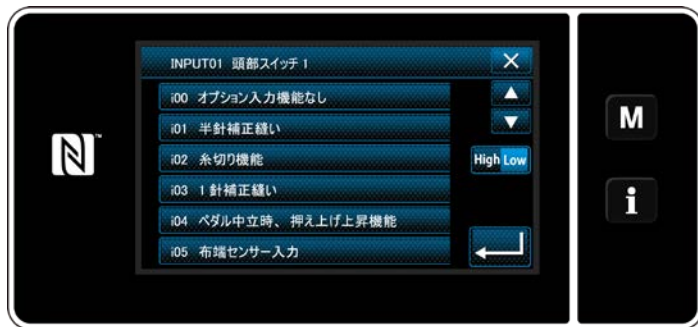 INPUT01 頭部スイッチ 1
i00 オプション入力機能なし
i01 半針補正縫い
i02 糸切り機能
High Low
i03 1 針補正縫い
i04 ペダル中立時、押え上げ上昇機能
i05 布端センサー入力
M
i
N